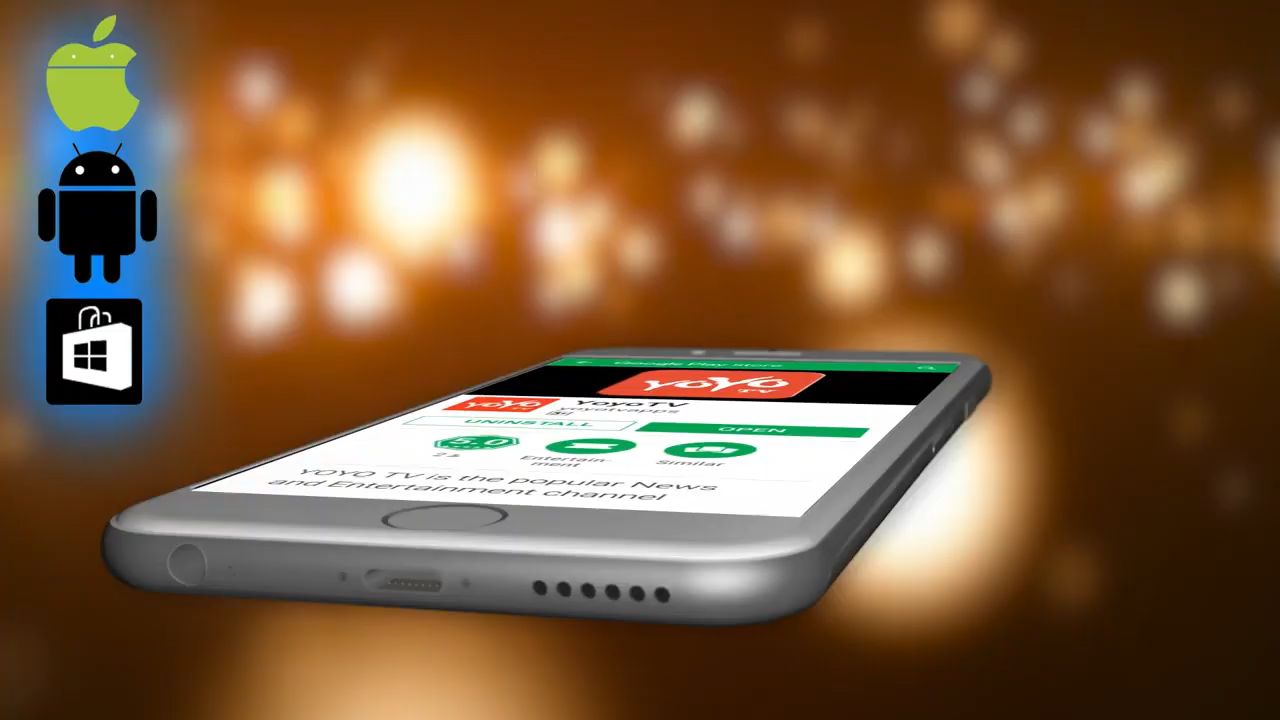 Google Play Store
YOYO
TV
YOYO TV
YoyoTV
yoyotvapps
UNINSTALL
OPEN
5.0
Entertain-
ment
Similar
YOYO TV is the popular News
and Entertainment channel